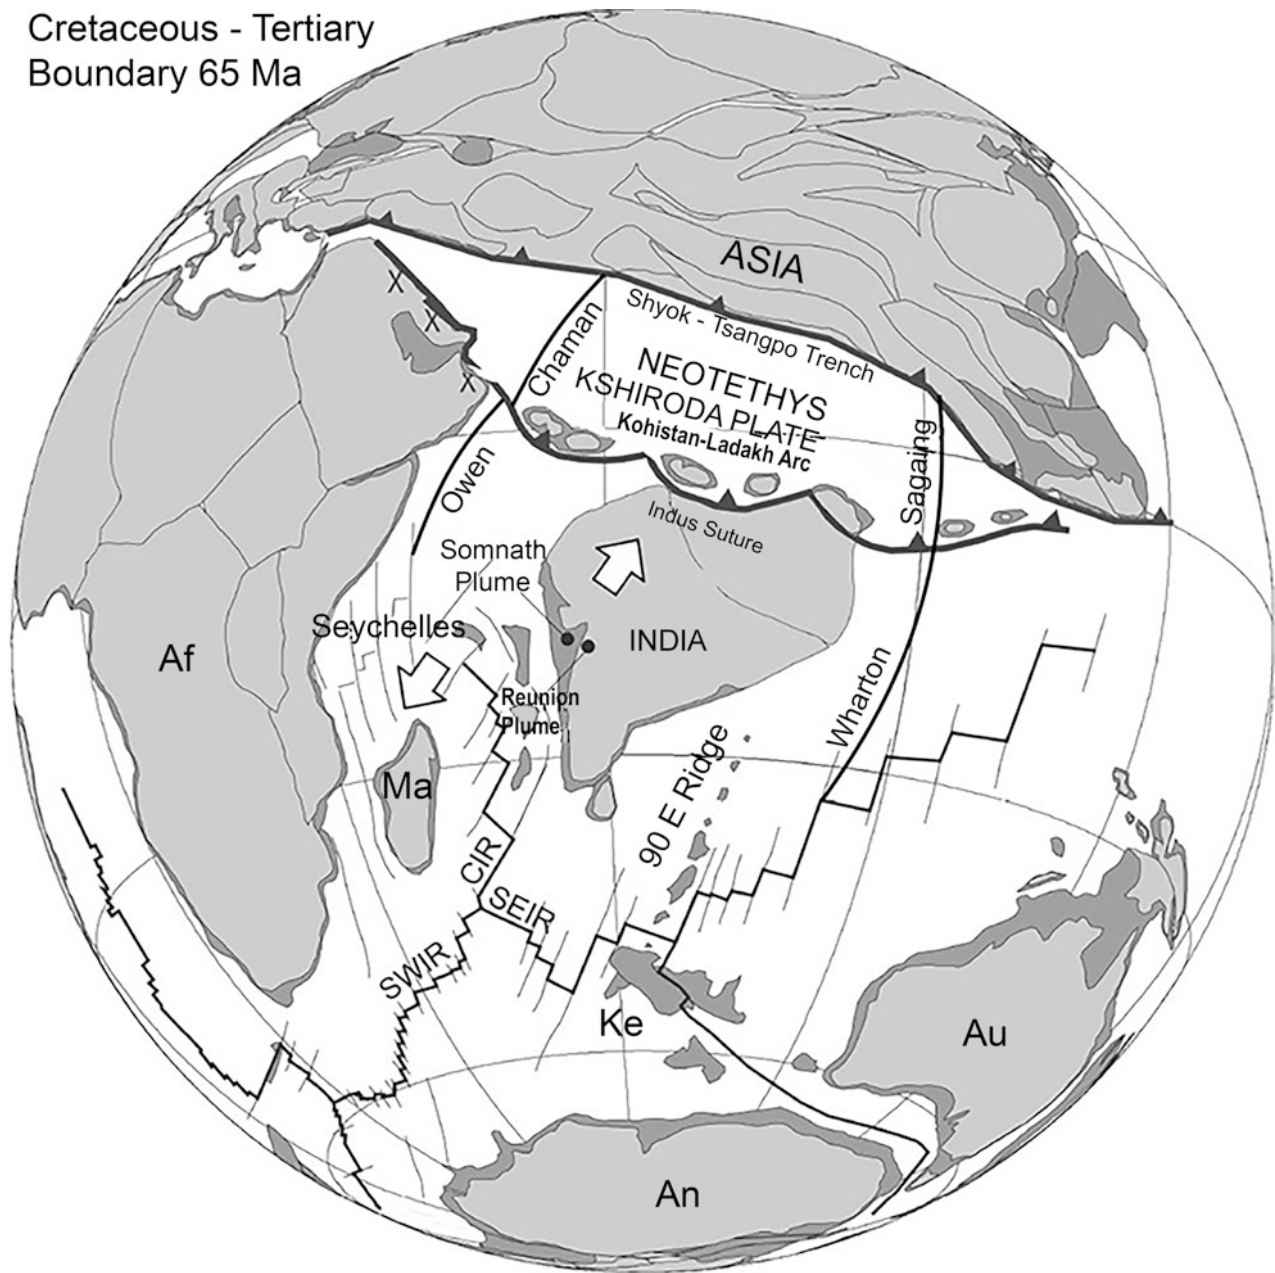 Cretaceous - Tertiary
Boundary 65 Ma
ASIA
Shyok - Tsangpo Trench
Chaman
NEOTETHYS
KSHIRODA PLATE
Kohistan-Ladakh Arc
Sagaing
Owen
Indus Suture
X
X
X
Somnath
Plume
Seychelles
INDIA
Af
Reunion
Plume
Wharton
Ma
90 E Ridge
CIR
SEIR
SWIR
Ke
Au
An